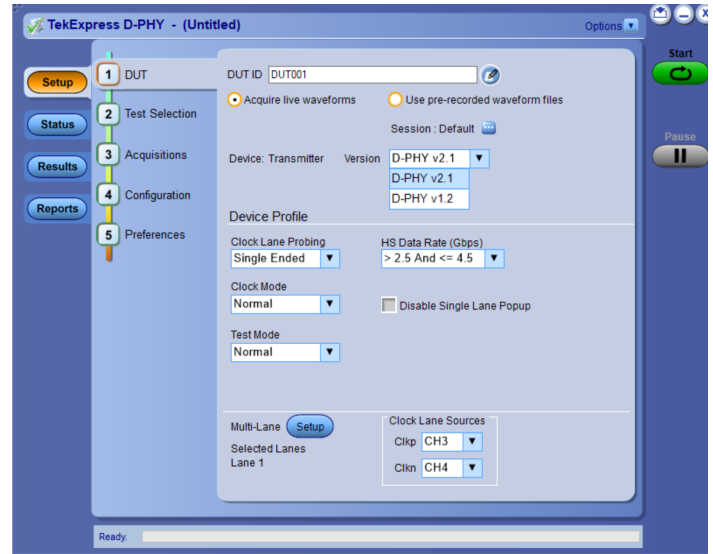 TekExpress D-PHY - (Untitled)
Options
Start
Setup
Status
Results
Reports
Pause
1 DUT
2 Test Selection
3 Acquisitions
4 Configuration
5 Preferences
DUT ID DUT001
Acquire live waveforms Use pre-recorded waveform files
Session : Default
Device: Transmitter Version D-PHY v2.1
D-PHY v2.1
D-PHY v1.2
Device Profile
Clock Lane Probing HS Data Rate (Gbps)
Single Ended > 2.5 And <= 4.5
Clock Mode
Normal Disable Single Lane Popup
Test Mode
Normal
Multi-Lane Setup
Selected Lanes
Lane 1
Clock Lane Sources
Clkp CH3
Clkn CH4
Ready.